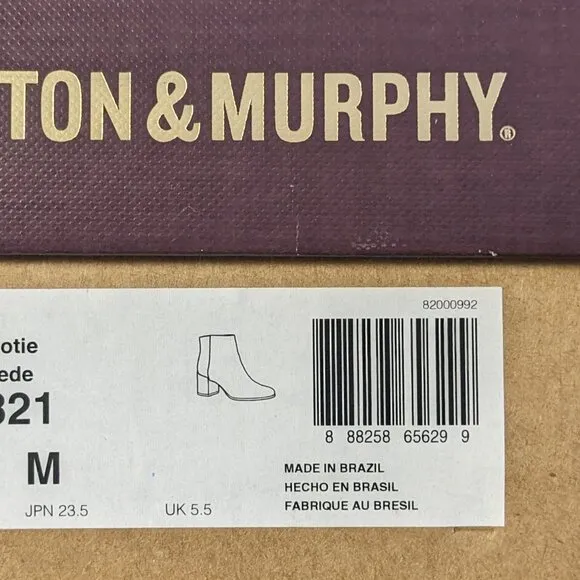 TON & MURPHY®
82000992
otie
ede
321
M
JPN 23.5
UK 5.5
8 88258 65629 9
MADE IN BRAZIL
HECHO EN BRASIL
FABRIQUE AU BRESIL